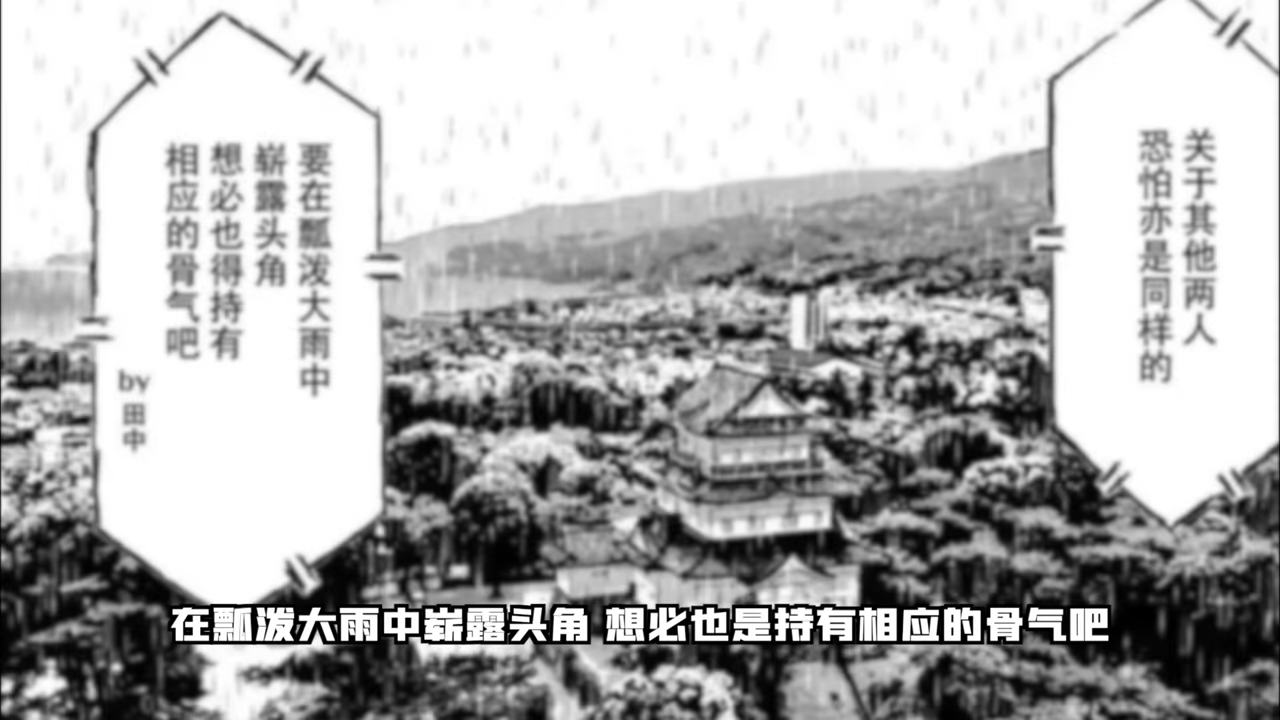 关于其他两人
恐怕亦是同样的
要在瓢泼大雨中
崭露头角
想必也得持有
相应的骨气吧
by田中
在瓢泼大雨中崭露头角 想必也是持有相应的骨气吧